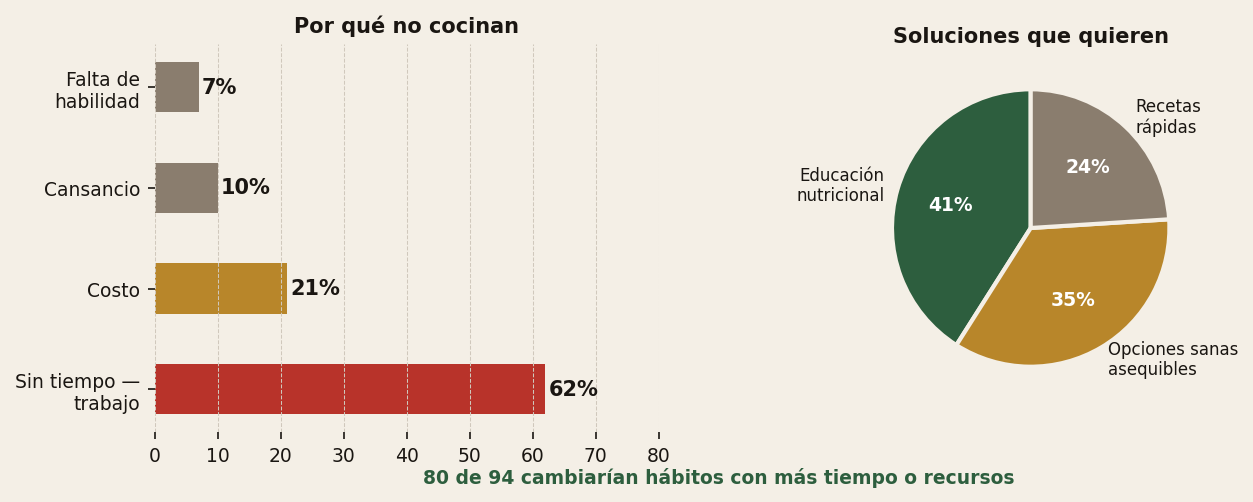 Por qué no cocinan
Falta de
habilidad
7%
Cansancio
10%
Costo
21%
Sin tiempo —
trabajo
62%
0 10 20 30 40 50 60 70 80
Soluciones que quieren
Recetas
rápidas
24%
Educación
nutricional
41%
35%
Opciones sanas
asequibles
80 de 94 cambiarían hábitos con más tiempo o recursos